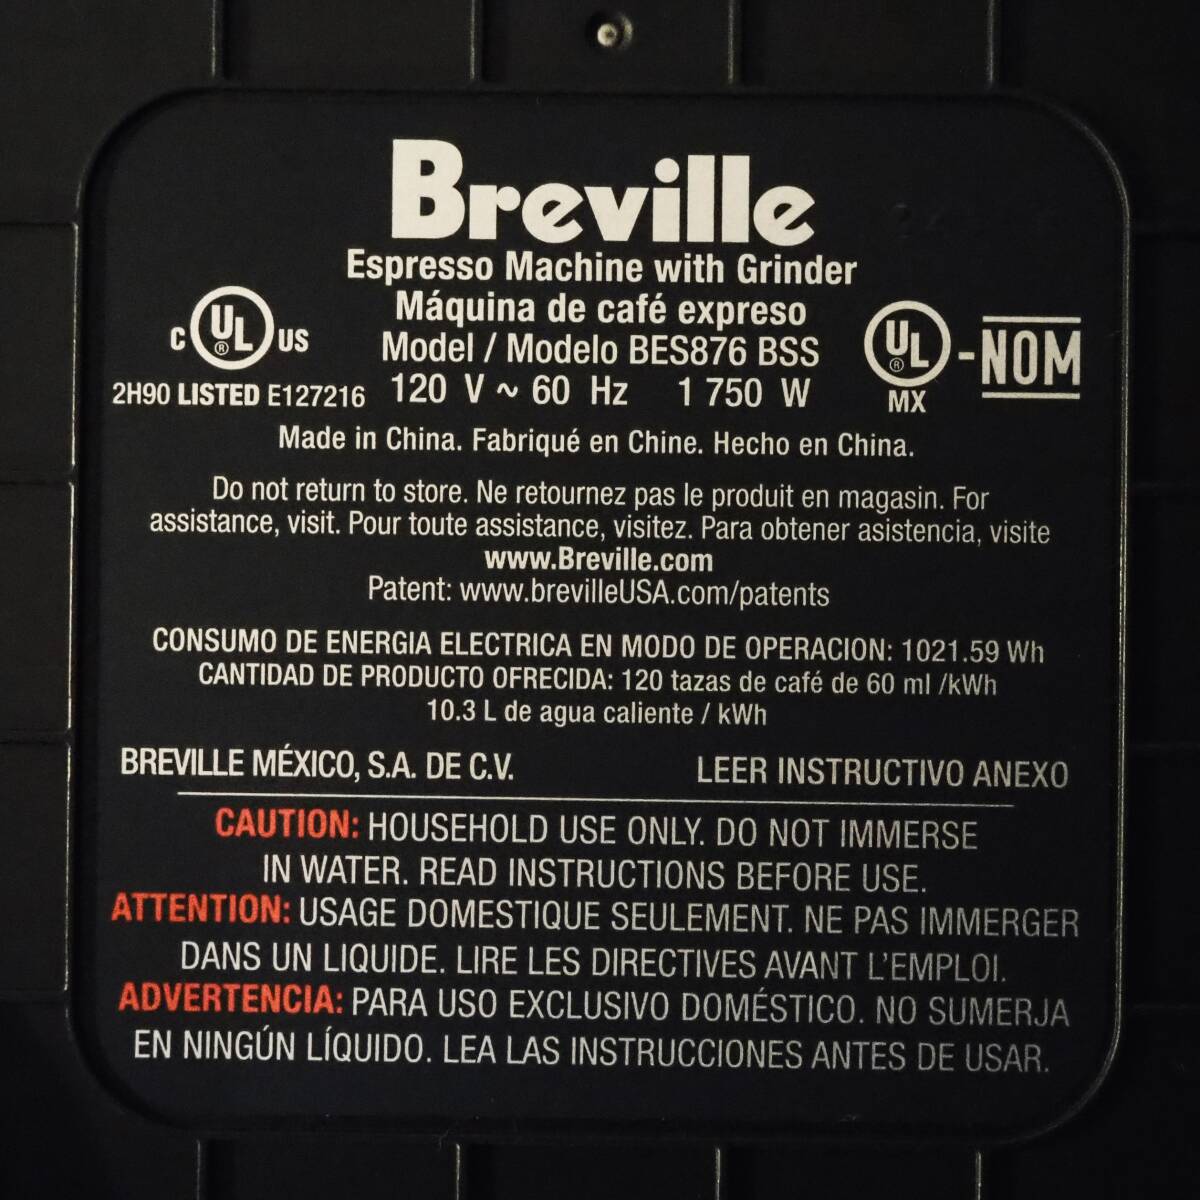 Breville
Espresso Machine with Grinder
Máquina de café expreso
Model / Modelo BES876 BSS
120 V ~ 60 Hz 1 750 W
C UL ® US
2H90 LISTED E127216
UL ® MX -NOM
Made in China. Fabriqué en Chine. Hecho en China.
Do not return to store. Ne retournez pas le produit en magasin. For
assistance, visit. Pour toute assistance, visitez. Para obtener asistencia, visite
www.Breville.com
Patent: www.brevilleUSA.com/patents
CONSUMO DE ENERGIA ELECTRICA EN MODO DE OPERACION: 1021.59 Wh
CANTIDAD DE PRODUCTO OFRECIDA: 120 tazas de café de 60 ml /kWh
10.3 L de agua caliente / kWh
BREVILLE MÉXICO, S.A. DE C.V. LEER INSTRUCTIVO ANEXO
CAUTION: HOUSEHOLD USE ONLY. DO NOT IMMERSE
IN WATER. READ INSTRUCTIONS BEFORE USE.
ATTENTION: USAGE DOMESTIQUE SEULEMENT. NE PAS IMMERGER
DANS UN LIQUIDE. LIRE LES DIRECTIVES AVANT L'EMPLOI.
ADVERTENCIA: PARA USO EXCLUSIVO DOMÉSTICO. NO SUMERJA
EN NINGÚN LÍQUIDO. LEA LAS INSTRUCCIONES ANTES DE USAR.